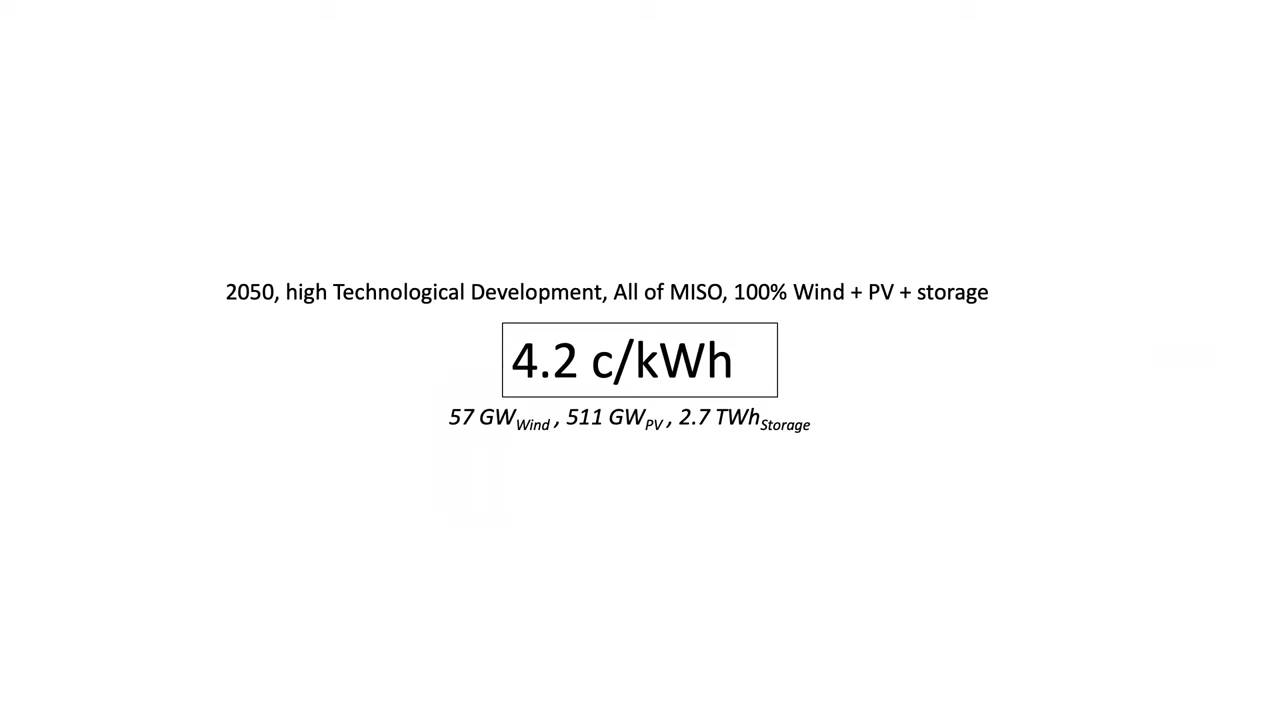 2050, high Technological Development, All of MISO, 100% Wind + PV + storage
4.2 c/kWh
57 GWWind , 511 GWPV , 2.7 TWhStorage